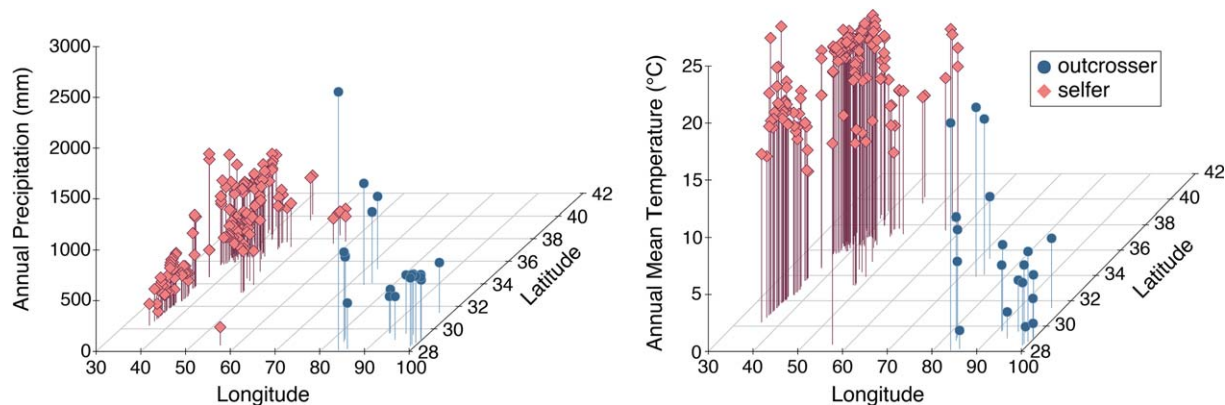 Annual Precipitation (mm)
3000
2500
2000
1500
1000
500
0
30 40 50 60 70 80 90 100
Longitude
28
30
32
34
36
38
40
42
Latitude
Annual Mean Temperature (°C)
25
20
15
10
5
0
30 40 50 60 70 80 90 100
Longitude
28
30
32
34
36
38
40
42
Latitude
outcrosser
selfer